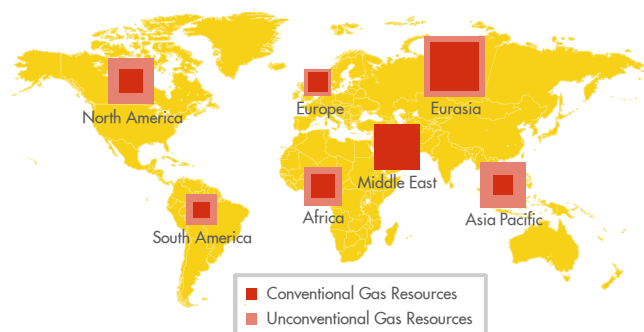 North America
Europe
Eurasia
Middle East
Africa
Asia Pacific
South America
Conventional Gas Resources
Unconventional Gas Resources